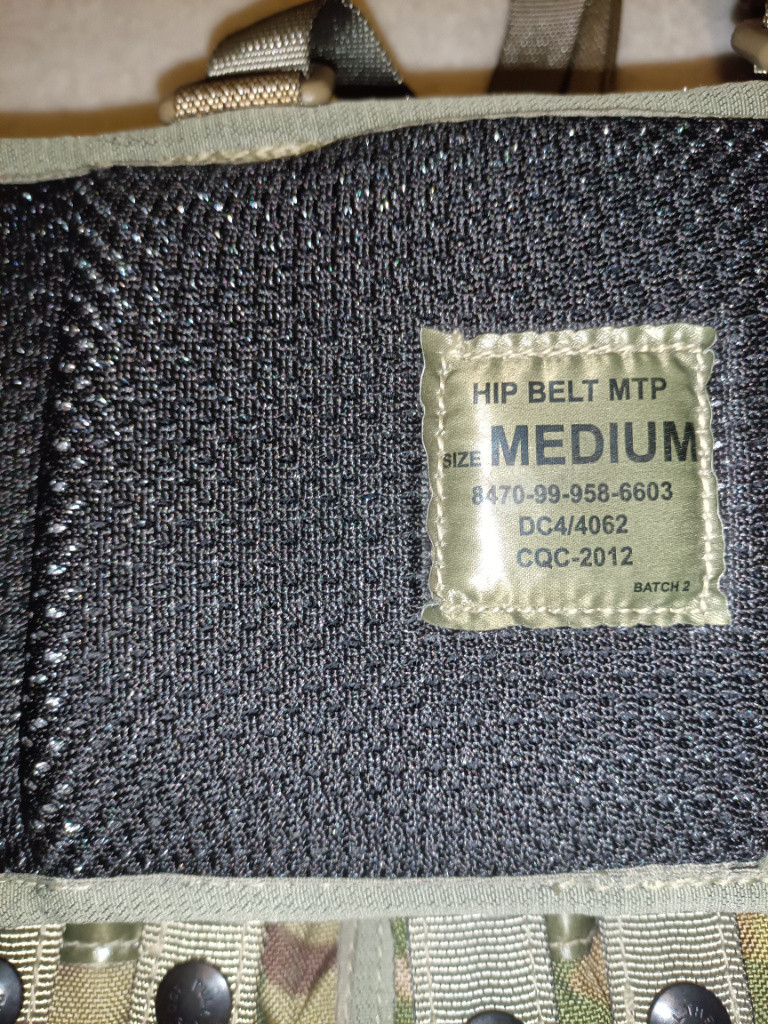 HIP BELT MTP
SIZE MEDIUM
8470-99-958-6603
DC4/4062
CQC-2012
BATCH 2